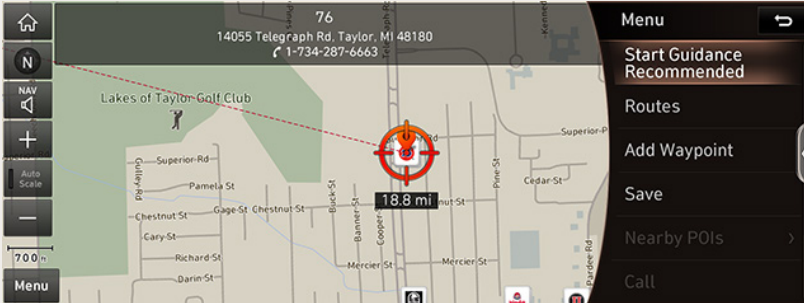 76
14055 Telegraph Rd, Taylor, MI 48180
1-734-287-6663
Menu
Start Guidance
Recommended
Routes
Add Waypoint
Save
Nearby POIs
Call
N
NAV
Auto
Scale
700 ft
Menu
Lakes of Taylor Golf Club
Superior-Rd
Superior-P
Gulley-Rd
Pamela St
Chestnut St
Gage St
Chestnut St
Cary-St
Richard-St
Darin-St
Buck-St
Banner-St
Cooper
18.8 mi
nut-St
Pine-St
Cedar-St
Mercier-St
Mercier-St
Pardee-Rd
Kenned